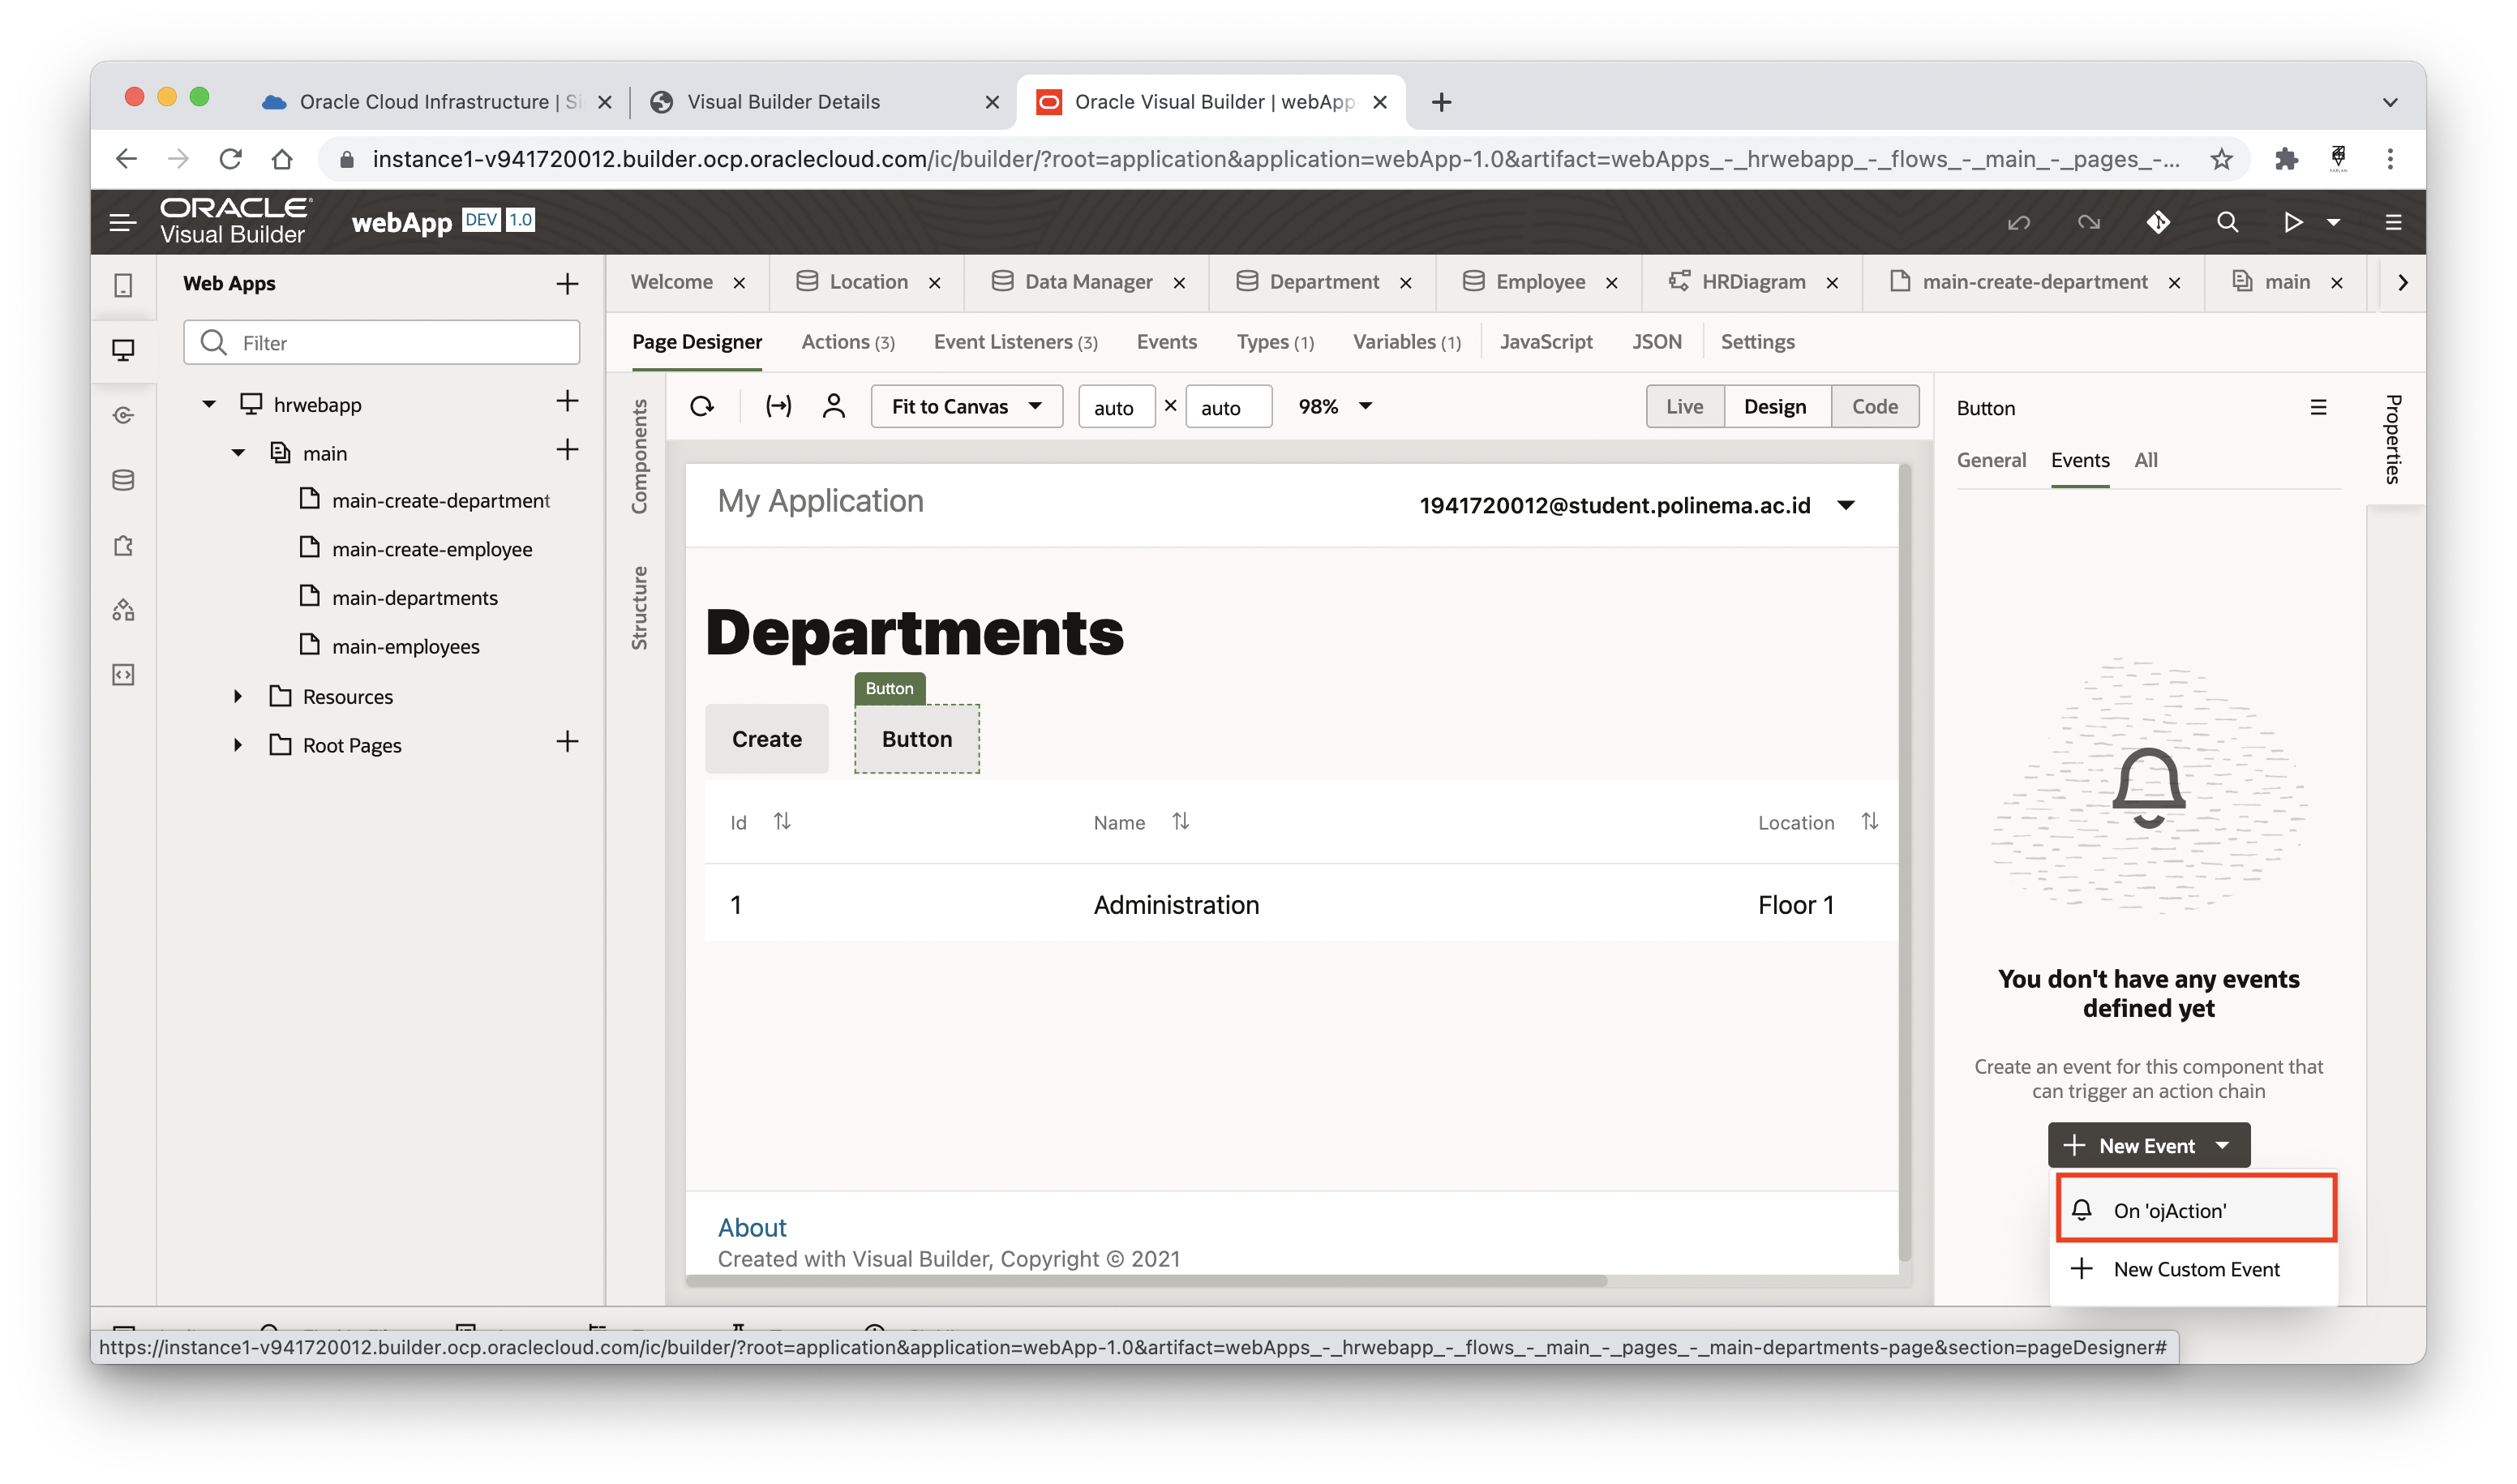 Oracle Cloud Infrastructure | Si
Visual Builder Details
Oracle Visual Builder | webApp
instance1-v941720012.builder.ocp.oraclecloud.com/ic/builder/?root=application&application=webApp-1.0&artifact=webApps_-_hrwebapp_-_flows_-_main_-_pages_-...
ORACLE
Visual Builder
webApp DEV 1.0
Web Apps
Filter
hrwebapp
main
main-create-department
main-create-employee
main-departments
main-employees
Resources
Root Pages
Welcome
Location
Data Manager
Department
Employee
HRDiagram
main-create-department
main
Page Designer
Actions (3)
Event Listeners (3)
Events
Types (1)
Variables (1)
JavaScript
JSON
Settings
Components
Structure
Fit to Canvas
auto × auto
98%
Live
Design
Code
My Application
1941720012@student.polinema.ac.id
Departments
Button
Create
Button
Id
Name
Location
1
Administration
Floor 1
About
Created with Visual Builder, Copyright © 2021
Button
General
Events
All
Properties
You don't have any events
defined yet
Create an event for this component that
can trigger an action chain
New Event
On 'ojAction'
New Custom Event
https://instance1-v941720012.builder.ocp.oraclecloud.com/ic/builder/?root=application&application=webApp-1.0&artifact=webApps_-_hrwebapp_-_flows_-_main_-_pages_-_main-departments-page&section=pageDesigner#